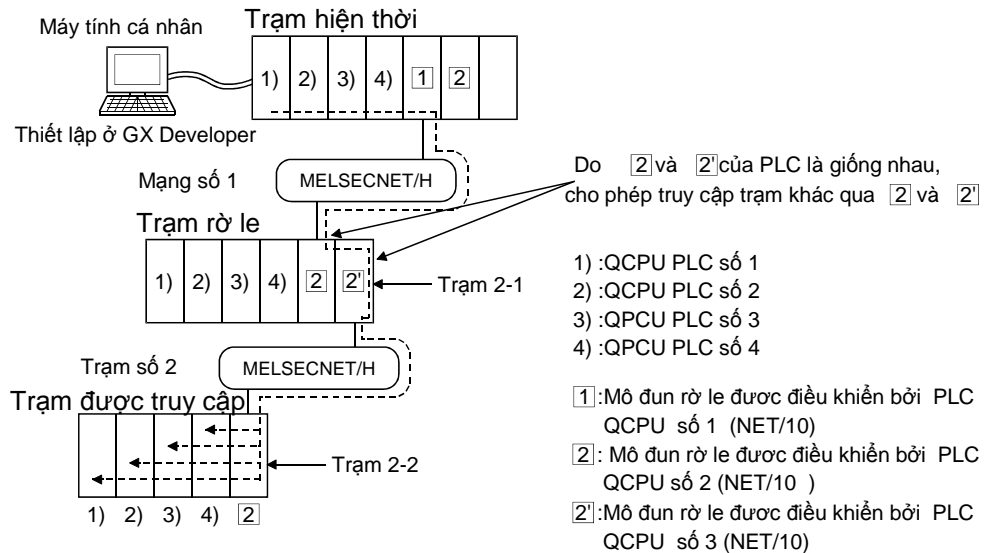 Máy tính cá nhân
Trạm hiện thời
1) 2) 3) 4) 1 2
Thiết lập ở GX Developer
Mạng số 1
MELSECNET/H
Do 2 và 2' của PLC là giống nhau,
cho phép truy cập trạm khác qua 2 và 2'
Trạm rờ le
1) 2) 3) 4) 2 2'
Trạm 2-1
1) :QCPU PLC số 1
2) :QCPU PLC số 2
3) :QPCU PLC số 3
4) :QPCU PLC số 4
Trạm số 2
MELSECNET/H
Trạm được truy cập
Trạm 2-2
1) 2) 3) 4) 2
1 :Mô đun rờ le đươc điều khiển bởi PLC
QCPU số 1 (NET/10)
2 : Mô đun rờ le đươc điều khiển bởi PLC
QCPU số 2 (NET/10 )
2' :Mô đun rờ le đươc điều khiển bởi PLC
QCPU số 3 (NET/10)